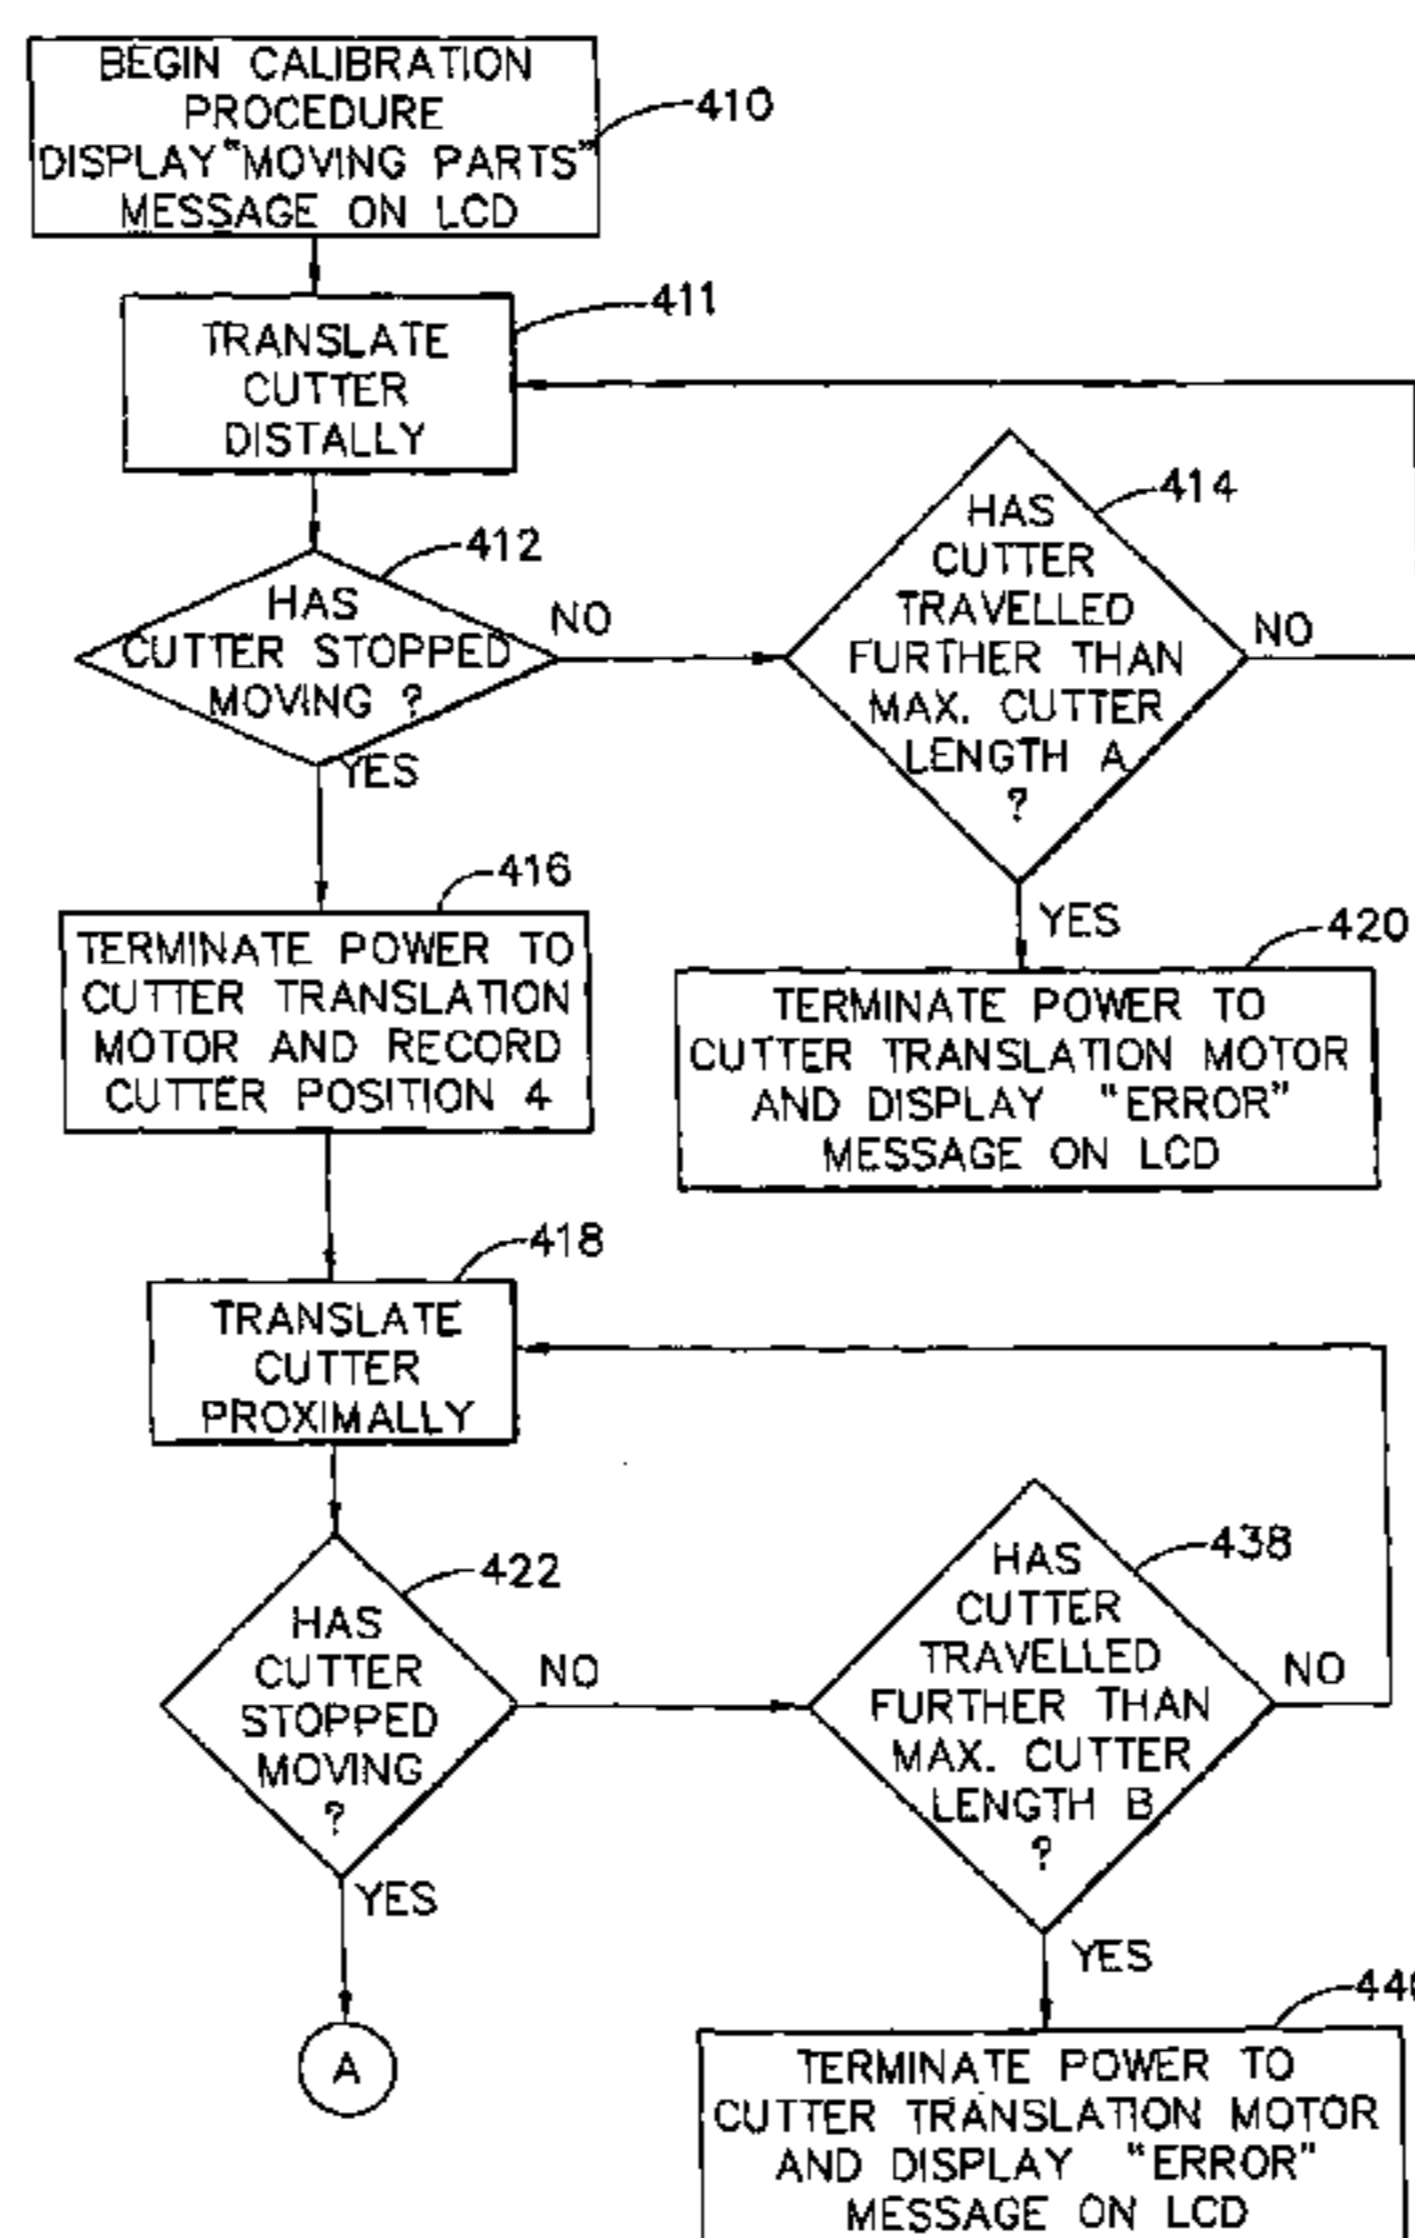 BEGIN CALIBRATION
PROCEDURE
DISPLAY "MOVING PARTS"
MESSAGE ON LCD
410
TRANSLATE
CUTTER
DISTALLY
411
HAS
CUTTER STOPPED
MOVING ?
412
NO
YES
HAS
CUTTER
TRAVELLED
FURTHER THAN
MAX. CUTTER
LENGTH A
?
414
NO
YES
TERMINATE POWER TO
CUTTER TRANSLATION
MOTOR AND RECORD
CUTTER POSITION 4
416
TERMINATE POWER TO
CUTTER TRANSLATION MOTOR
AND DISPLAY "ERROR"
MESSAGE ON LCD
420
TRANSLATE
CUTTER
PROXIMALLY
418
HAS
CUTTER
STOPPED
MOVING
?
422
NO
YES
HAS
CUTTER
TRAVELLED
FURTHER THAN
MAX. CUTTER
LENGTH B
?
438
NO
YES
A
TERMINATE POWER TO
CUTTER TRANSLATION MOTOR
AND DISPLAY "ERROR"
MESSAGE ON LCD